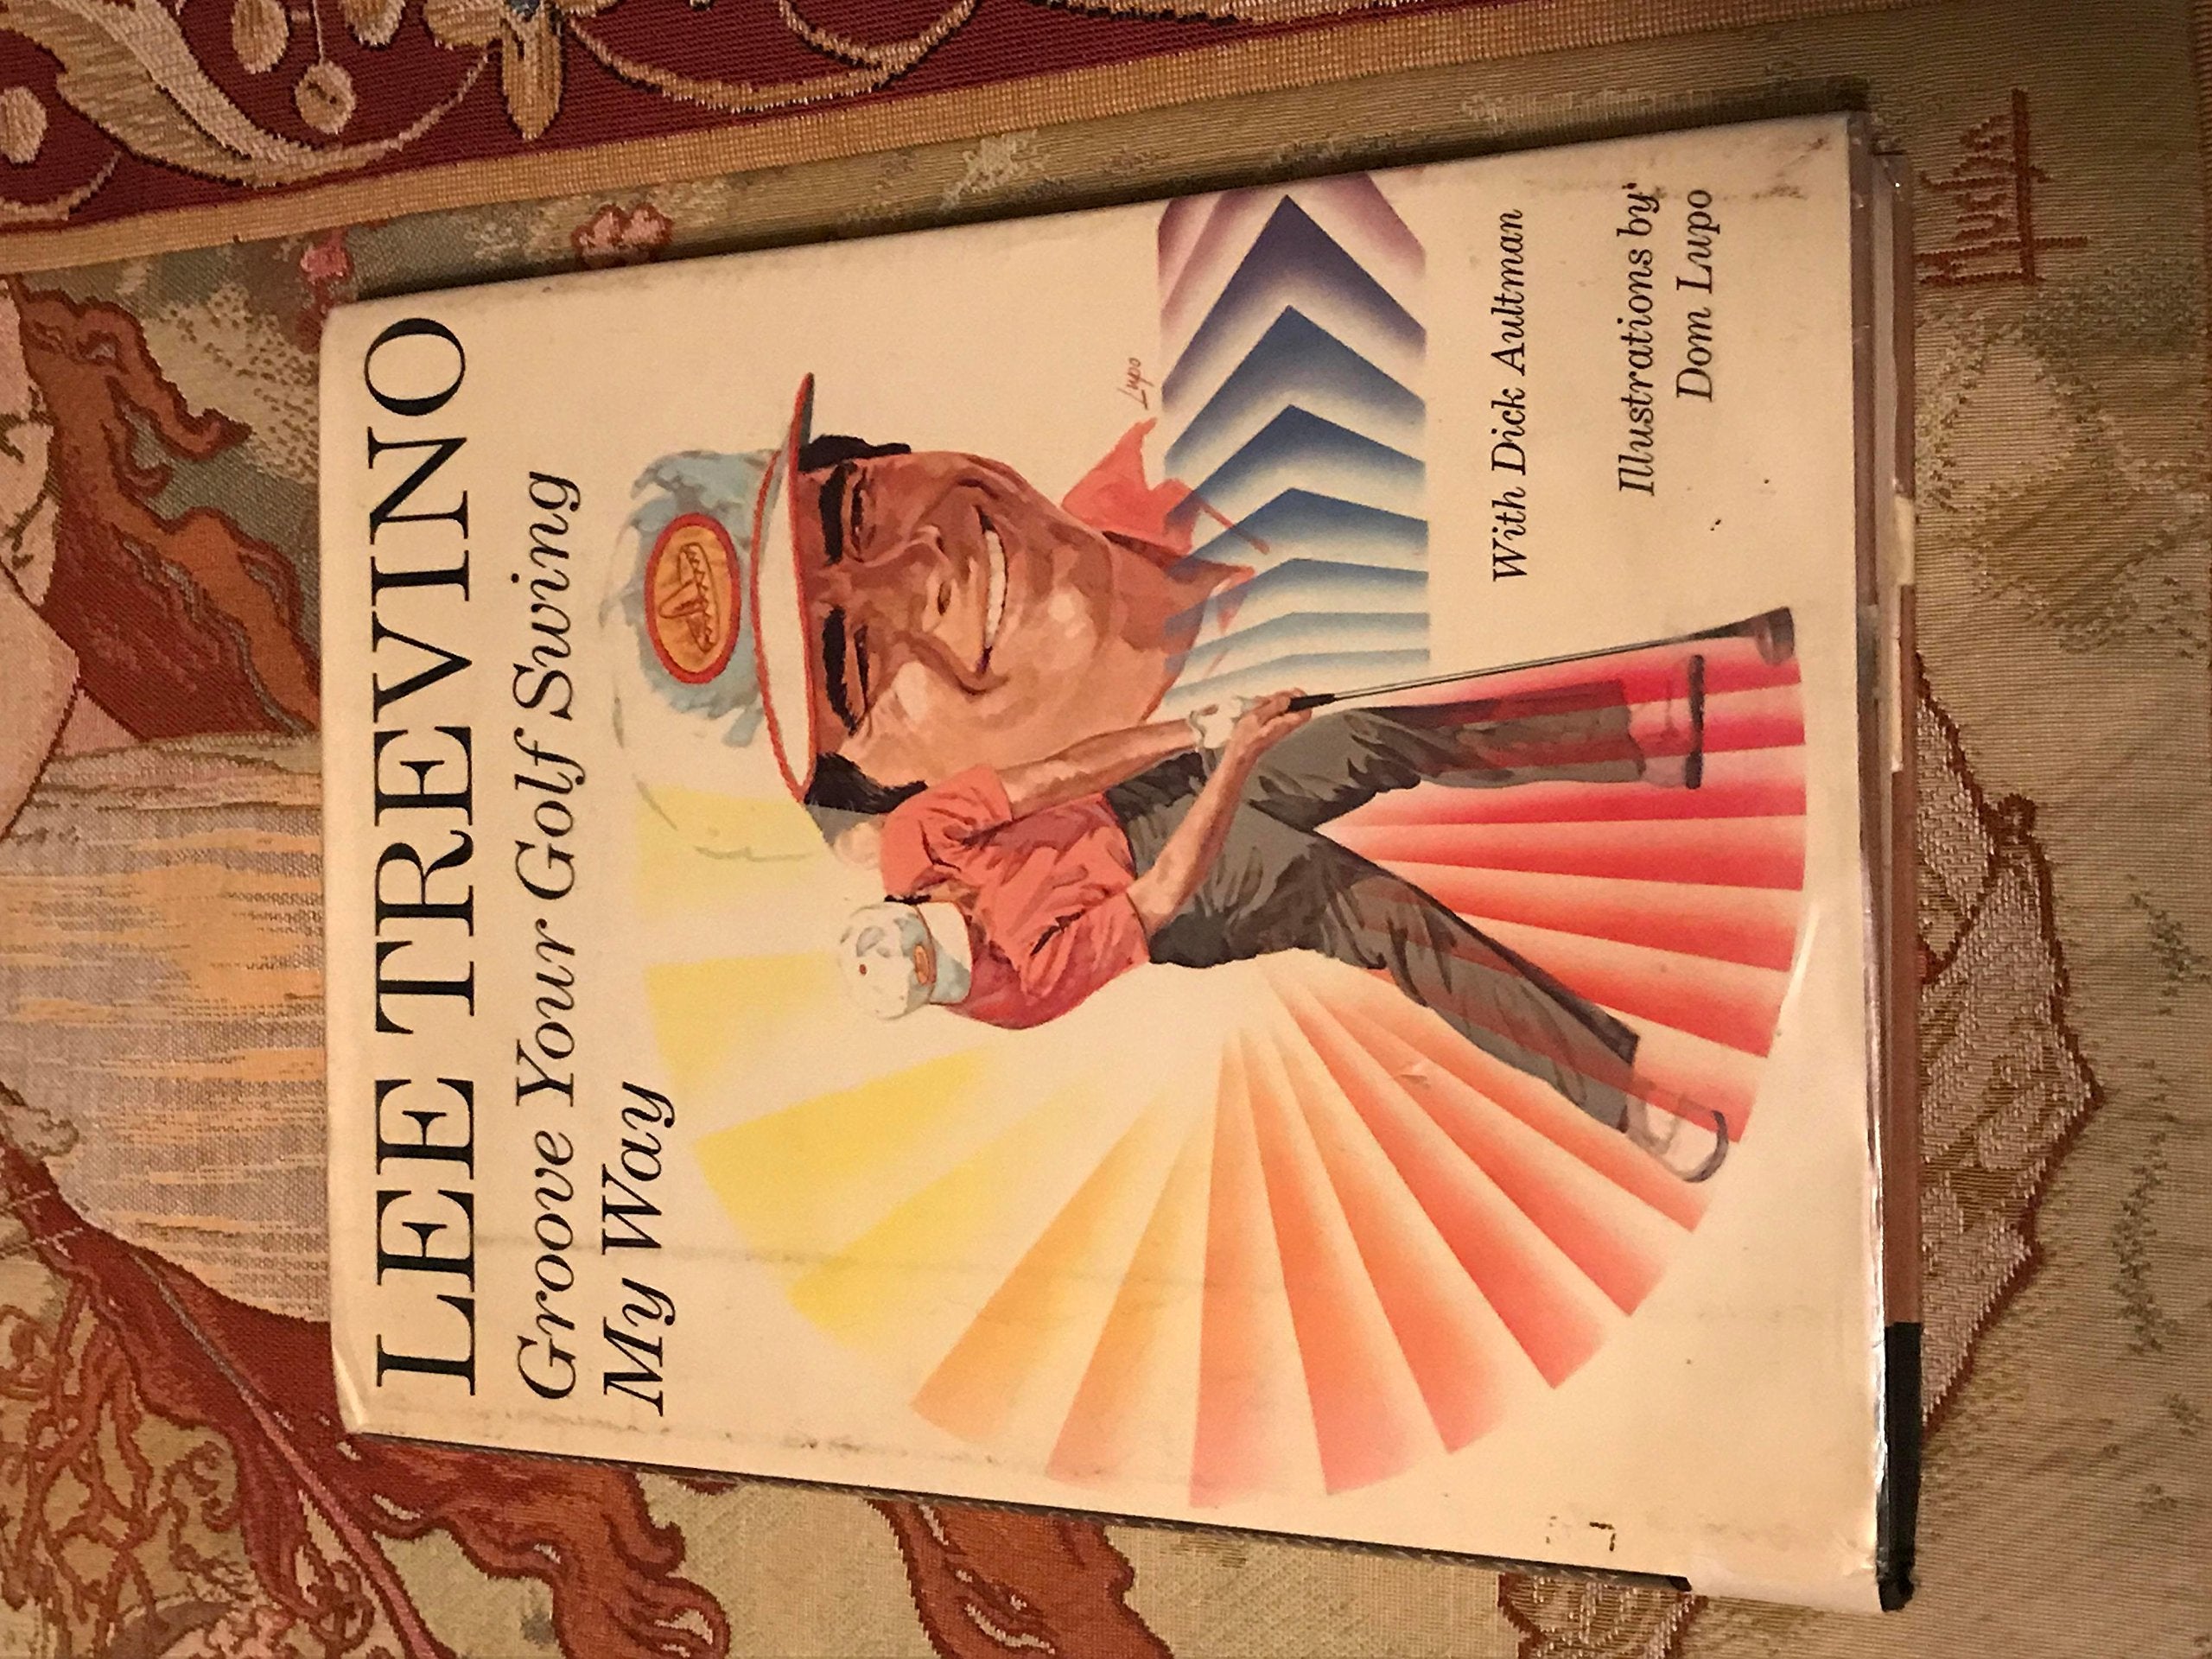 LEE TREVINO
Groove Your Golf Swing
My Way
Lupo
With Dick Aultman
Illustrations by
Dom Lupo